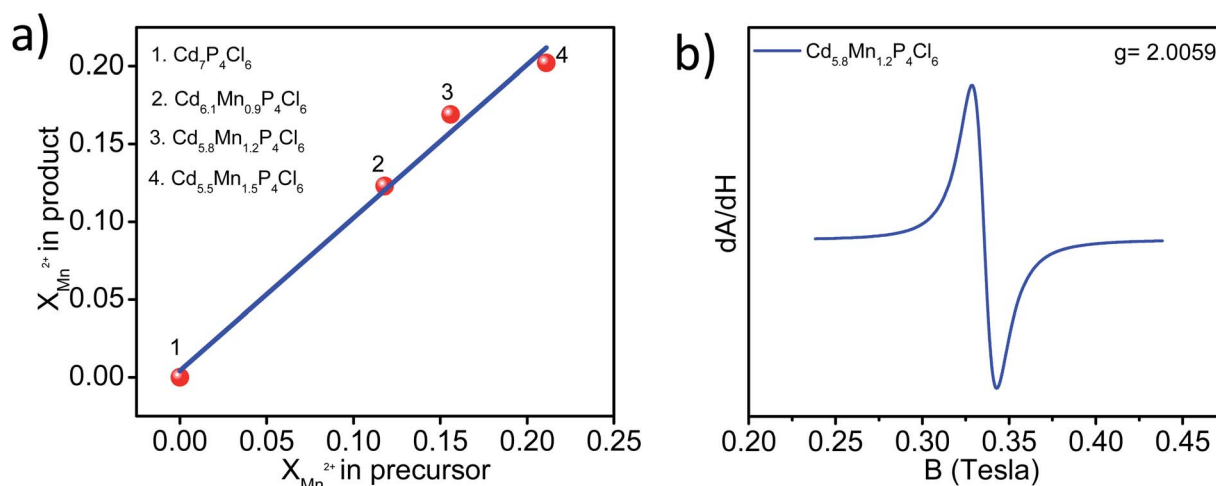 a)
1. Cd₇P₄Cl₆
2. Cd₆.₁Mn₀.₉P₄Cl₆
3. Cd₅.₈Mn₁.₂P₄Cl₆
4. Cd₅.₅Mn₁.₅P₄Cl₆
1
2
3
4
0.20
0.15
0.10
0.05
0.00
X_Mn²⁺ in product
0.00 0.05 0.10 0.15 0.20 0.25
X_Mn²⁺ in precursor
b)
Cd₅.₈Mn₁.₂P₄Cl₆
g= 2.0059
dA/dH
0.20 0.25 0.30 0.35 0.40 0.45
B (Tesla)